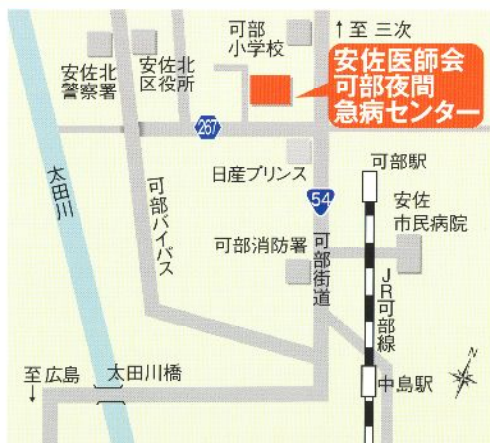 可部
小学校
↑至 三次
安佐医師会
可部夜間
急病センター
安佐北
警察署
安佐北
区役所
267
日産プリンス
可部駅
太田川
可部バイパス
54
安佐
市民病院
可部消防署
可部街道
JR可部線
至広島
↓
太田川橋
中島駅
N